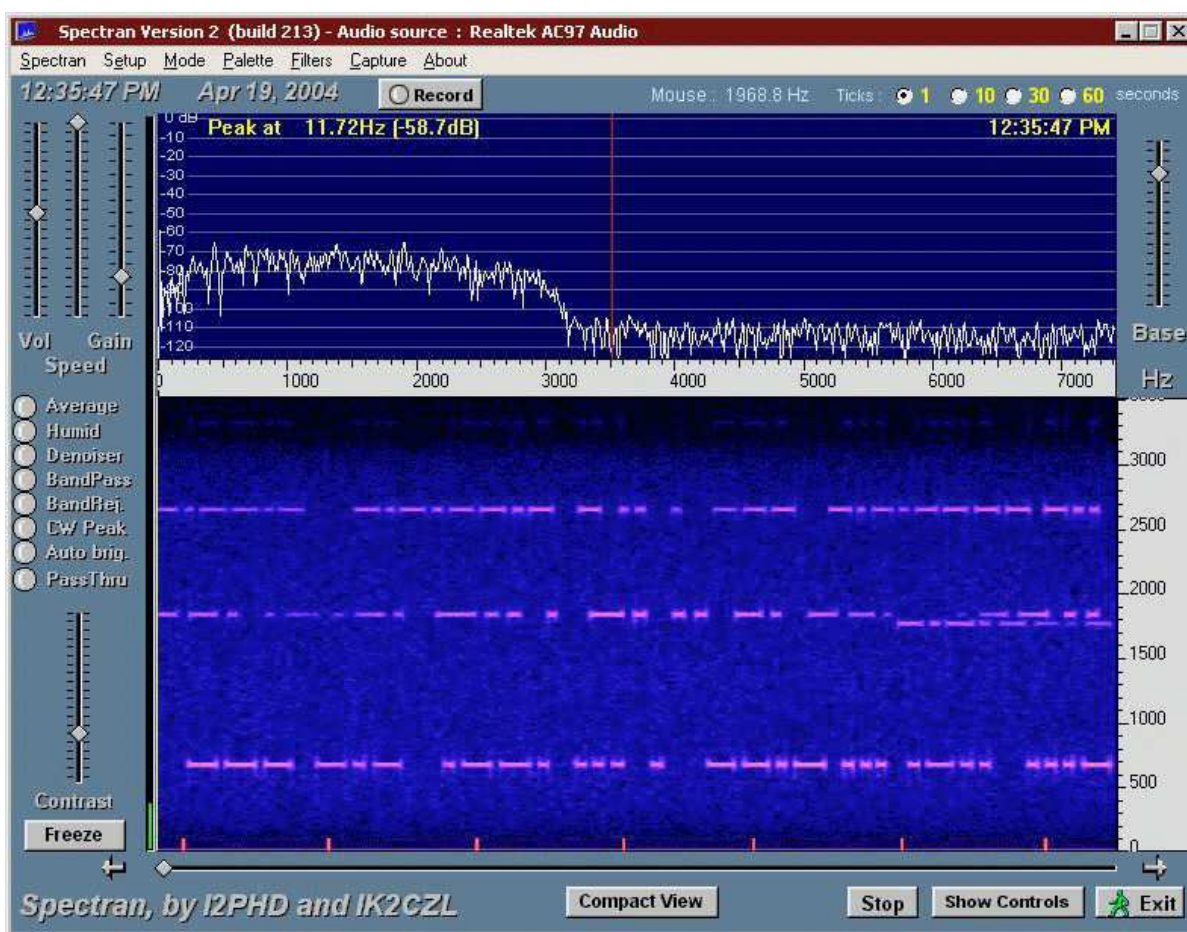 Spectran Version 2 (build 213) - Audio source : Realtek AC97 Audio
Spectran Setup Mode Palette Filters Capture About
12:35:47 PM Apr 19, 2004 Record Mouse : 1968.8 Hz Ticks : 1 10 30 60 seconds
0 dB Peak at 11.72Hz (-58.7dB) 12:35:47 PM
-10
-20
-30
-40
-50
-60
-70
-80
-90
-100
-110
-120
Vol Gain
Speed
Base
0 1000 2000 3000 4000 5000 6000 7000 Hz
Average
Humid
Denoiser
BandPass
BandRej.
CW Peak
Auto brig.
PassThru
3000
2500
2000
1500
1000
500
0
Contrast
Freeze
Spectran, by I2PHD and IK2CZL Compact View Stop Show Controls Exit